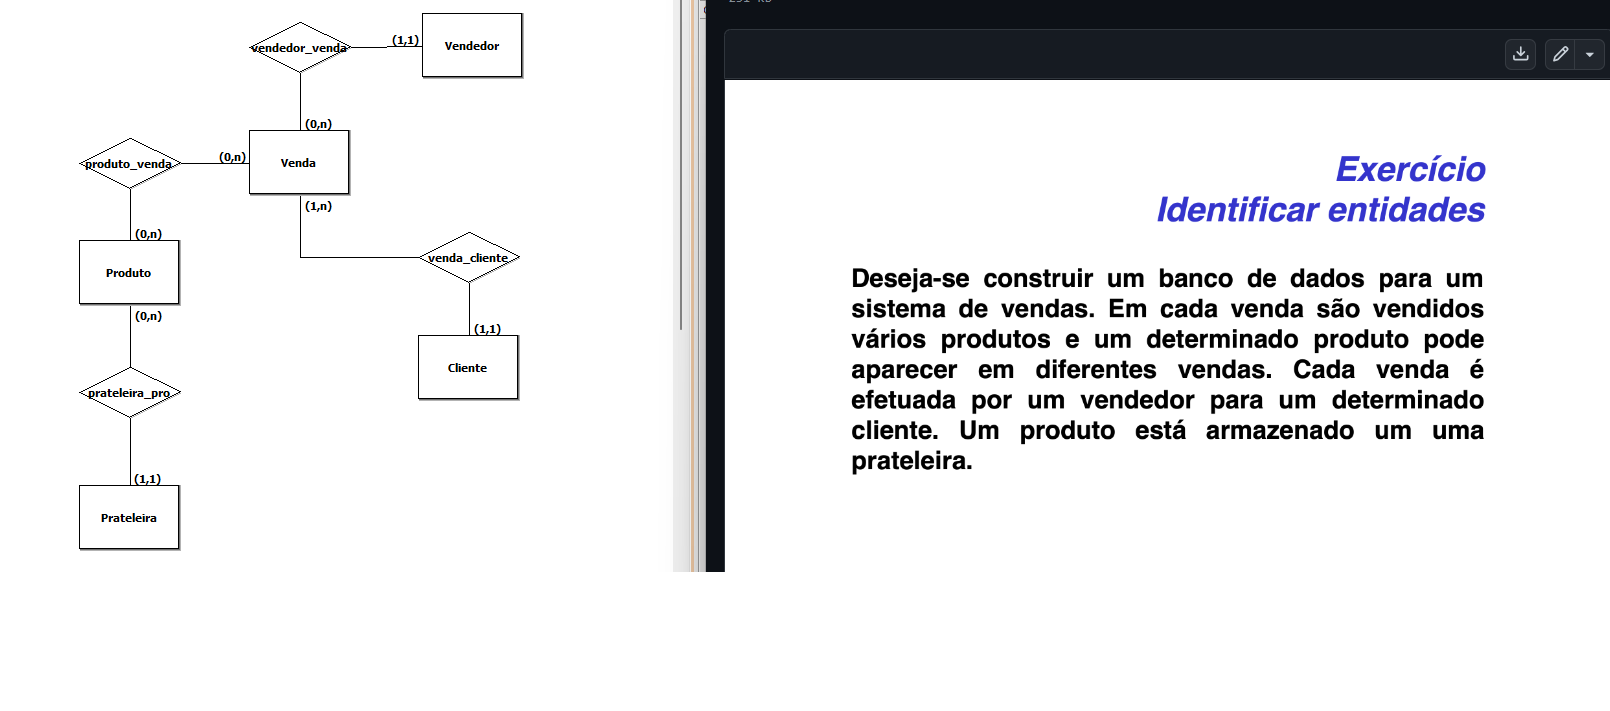 vendedor_venda
(1,1)
Vendedor
(0,n)
produto_venda
(0,n)
Venda
(1,n)
(0,n)
Produto
venda_cliente
(0,n)
(1,1)
Cliente
prateleira_pro
(1,1)
Prateleira
Exercício
Identificar entidades
Deseja-se construir um banco de dados para um
sistema de vendas. Em cada venda são vendidos
vários produtos e um determinado produto pode
aparecer em diferentes vendas. Cada venda é
efetuada por um vendedor para um determinado
cliente. Um produto está armazenado um uma
prateleira.